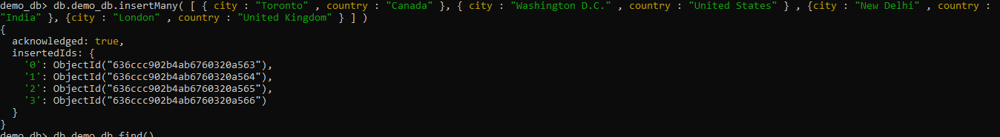 demo_db> db.demo_db.insertMany( [ { city : "Toronto" , country : "Canada" }, { city : "Washington D.C." , country : "United States" } , {city : "New Delhi" , country :
"India" }, {city : "London" , country : "United Kingdom" } ] )
{
  acknowledged: true,
  insertedIds: {
    '0': ObjectId("636ccc902b4ab6760320a563"),
    '1': ObjectId("636ccc902b4ab6760320a564"),
    '2': ObjectId("636ccc902b4ab6760320a565"),
    '3': ObjectId("636ccc902b4ab6760320a566")
  }
}
demo_db> db.demo_db.find()